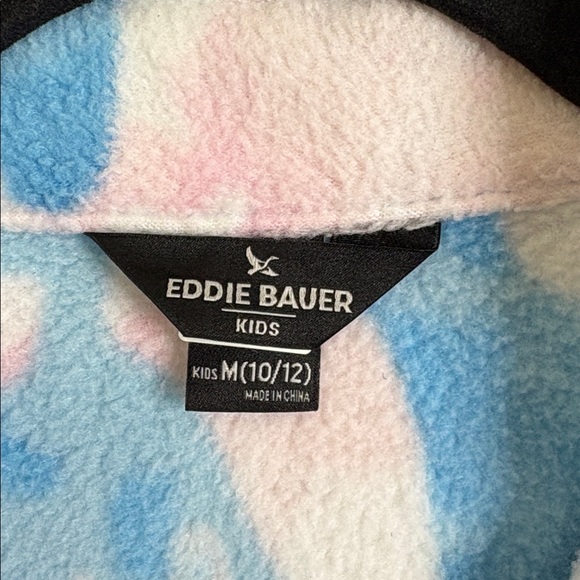 EDDIE BAUER
KIDS
KIDS M(10/12)
MADE IN CHINA